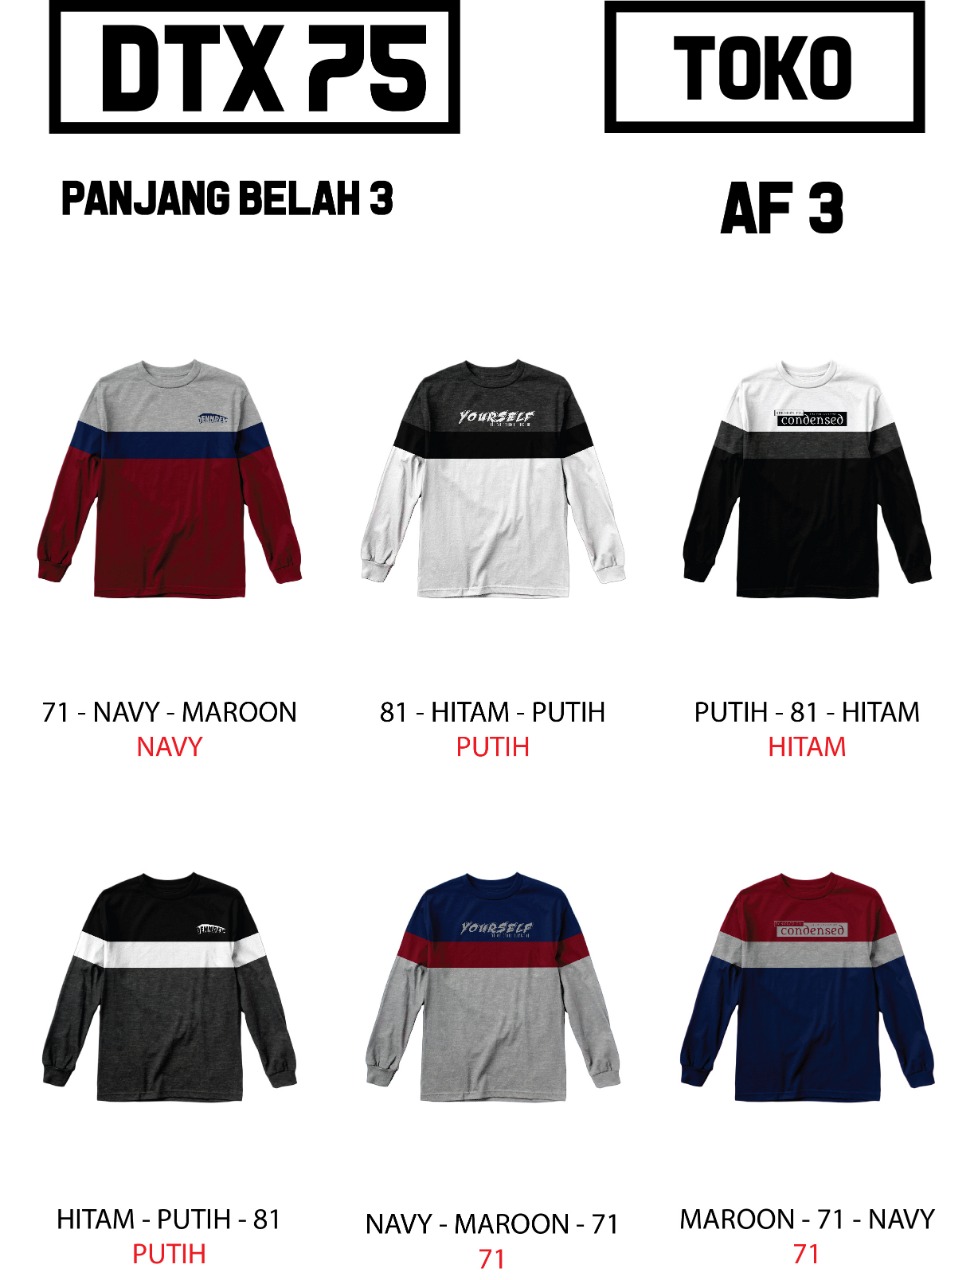 DTX 75
TOKO
PANJANG BELAH 3
AF 3
YOURSELF
condensed
71 - NAVY - MAROON
NAVY
81 - HITAM - PUTIH
PUTIH
PUTIH - 81 - HITAM
HITAM
YOURSELF
condensed
HITAM - PUTIH - 81
PUTIH
NAVY - MAROON - 71
71
MAROON - 71 - NAVY
71